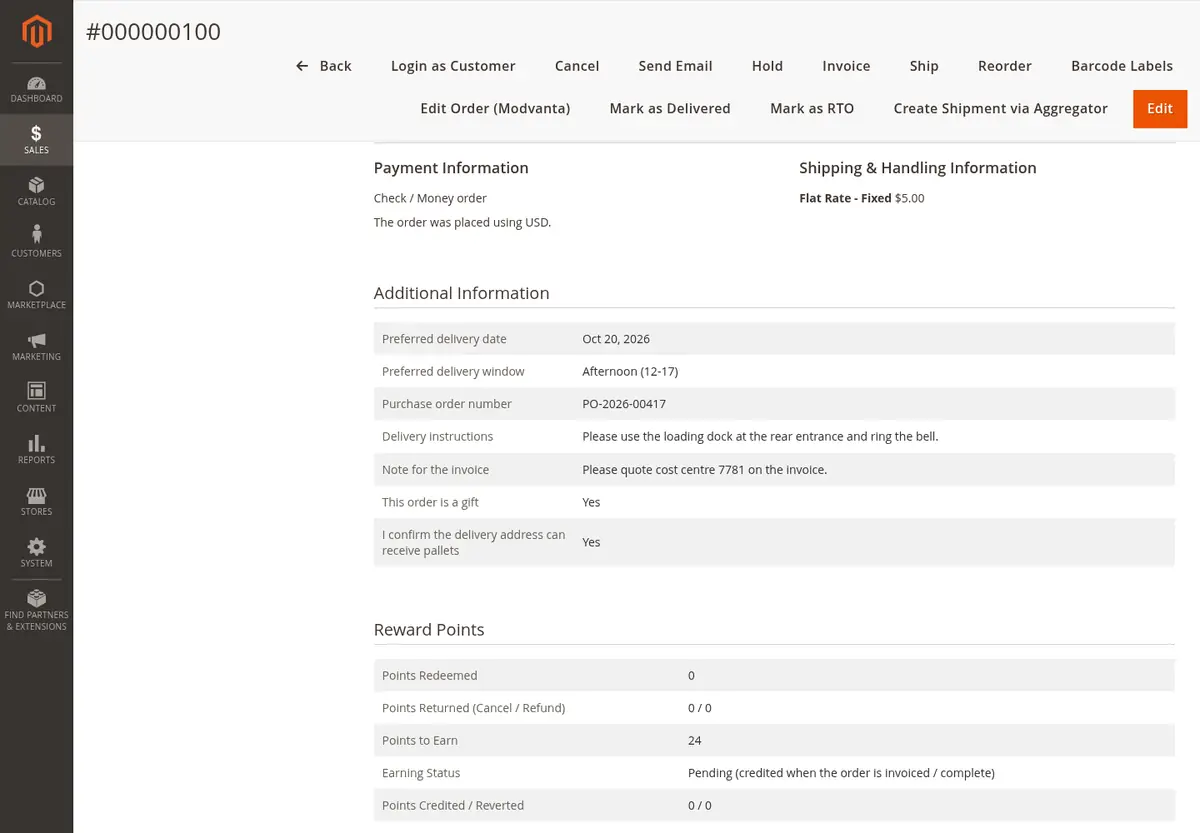 #000000100
Back
Login as Customer
Cancel
Send Email
Hold
Invoice
Ship
Reorder
Barcode Labels
Edit Order (Modvanta)
Mark as Delivered
Mark as RTO
Create Shipment via Aggregator
Edit
DASHBOARD
SALES
CATALOG
CUSTOMERS
MARKETPLACE
MARKETING
CONTENT
REPORTS
STORES
SYSTEM
FIND PARTNERS
& EXTENSIONS
Payment Information
Check / Money order
The order was placed using USD.
Shipping & Handling Information
Flat Rate - Fixed $5.00
Additional Information
Preferred delivery date Oct 20, 2026
Preferred delivery window Afternoon (12-17)
Purchase order number PO-2026-00417
Delivery instructions Please use the loading dock at the rear entrance and ring the bell.
Note for the invoice Please quote cost centre 7781 on the invoice.
This order is a gift Yes
I confirm the delivery address can
receive pallets Yes
Reward Points
Points Redeemed 0
Points Returned (Cancel / Refund) 0 / 0
Points to Earn 24
Earning Status Pending (credited when the order is invoiced / complete)
Points Credited / Reverted 0 / 0